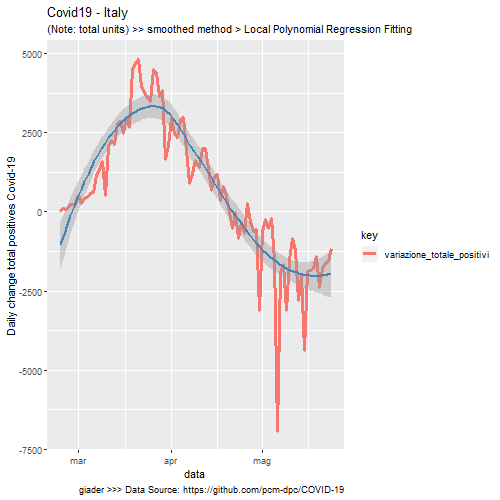 Covid19 - Italy
(Note: total units) >> smoothed method > Local Polynomial Regression Fitting
Daily change total positives Covid-19
5000
2500
0
-2500
-5000
-7500
mar
apr
mag
data
key
variazione_totale_positivi
giader >>> Data Source: https://github.com/pcm-dpc/COVID-19